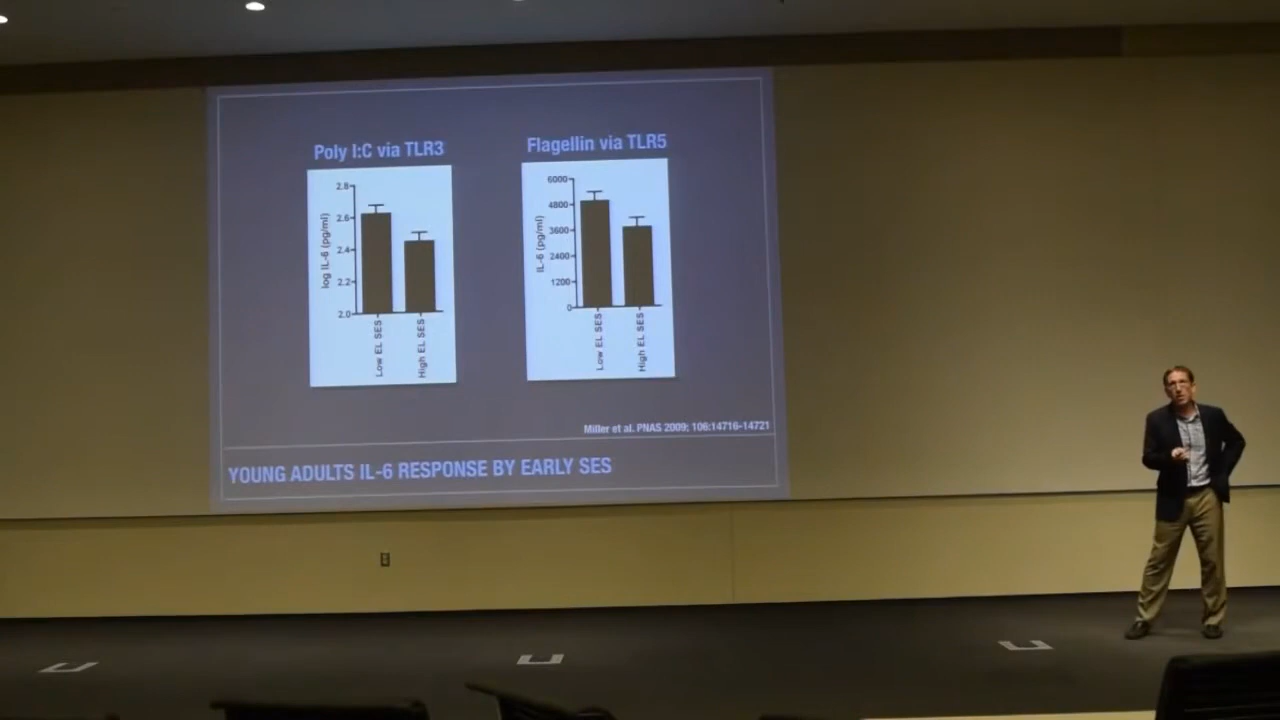 Poly I:C via TLR3
Flagellin via TLR5
log IL-6 (pg/ml)
2.8
2.6
2.4
2.2
2.0
Low EL SES
High EL SES
IL-6 (pg/ml)
6000
4800
3600
2400
1200
0
Low EL SES
High EL SES
Miller et al. PNAS 2009; 106:14716-14721
YOUNG ADULTS IL-6 RESPONSE BY EARLY SES